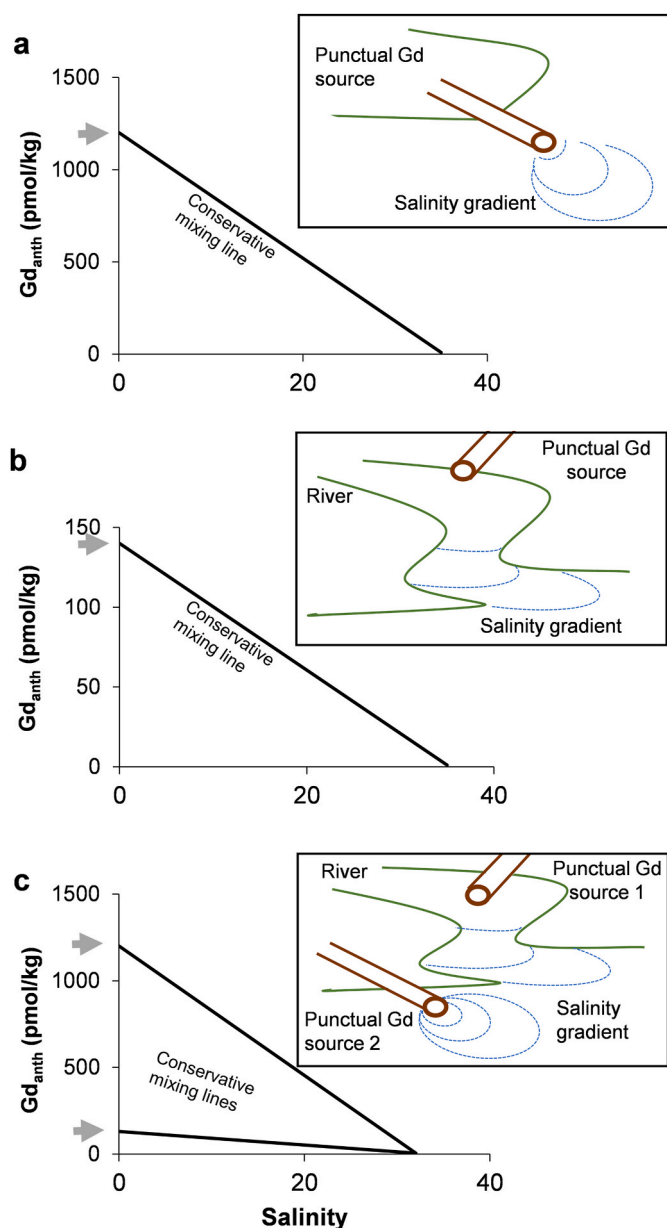 a
Punctual Gd
source
Salinity gradient
1500
1000
500
0
Gdanth (pmol/kg)
Conservative
mixing line
0
20
40
b
Punctual Gd
source
River
Salinity gradient
150
100
50
0
Gdanth (pmol/kg)
Conservative
mixing line
0
20
40
c
River
Punctual Gd
source 1
Punctual Gd
source 2
Salinity
gradient
1500
1000
500
0
Gdanth (pmol/kg)
Conservative
mixing lines
0
20
40
Salinity